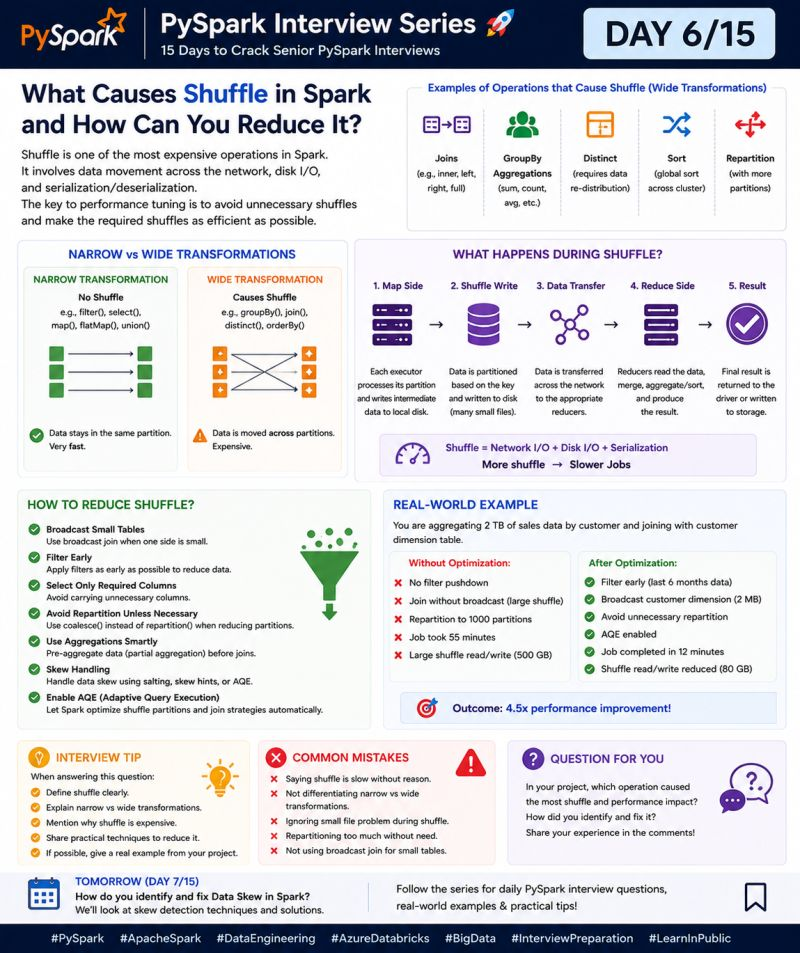 PySpark
PySpark Interview Series 🚀
15 Days to Crack Senior PySpark Interviews
DAY 6/15
What Causes Shuffle in Spark
and How Can You Reduce It?
Shuffle is one of the most expensive operations in Spark.
It involves data movement across the network, disk I/O,
and serialization/deserialization.
The key to performance tuning is to avoid unnecessary shuffles
and make the required shuffles as efficient as possible.
Examples of Operations that Cause Shuffle (Wide Transformations)
Joins
(e.g., inner, left,
right, full)
GroupBy
Aggregations
(sum, count,
avg, etc.)
Distinct
(requires data
re-distribution)
Sort
(global sort
across cluster)
Repartition
(with more
partitions)
NARROW vs WIDE TRANSFORMATIONS
NARROW TRANSFORMATION
No Shuffle
e.g., filter(), select(),
map(), flatMap(), union()
Data stays in the same partition.
Very fast.
WIDE TRANSFORMATION
Causes Shuffle
e.g., groupBy(), join(),
distinct(), orderBy()
Data is moved across partitions.
Expensive.
WHAT HAPPENS DURING SHUFFLE?
1. Map Side
Each executor
processes its partition
and writes intermediate
data to local disk.
2. Shuffle Write
Data is partitioned
based on the key
and written to disk
(many small files).
3. Data Transfer
Data is transferred
across the network
to the appropriate
reducers.
4. Reduce Side
Reducers read the data,
merge, aggregate/sort,
and produce
the result.
5. Result
Final result is
returned to the
driver or written
to storage.
Shuffle = Network I/O + Disk I/O + Serialization
More shuffle → Slower Jobs
HOW TO REDUCE SHUFFLE?
Broadcast Small Tables
Use broadcast join when one side is small.
Filter Early
Apply filters as early as possible to reduce data.
Select Only Required Columns
Avoid carrying unnecessary columns.
Avoid Repartition Unless Necessary
Use coalesce() instead of repartition() when reducing partitions.
Use Aggregations Smartly
Pre-aggregate data (partial aggregation) before joins.
Skew Handling
Handle data skew using salting, skew hints, or AQE.
Enable AQE (Adaptive Query Execution)
Let Spark optimize shuffle partitions and join strategies automatically.
REAL-WORLD EXAMPLE
You are aggregating 2 TB of sales data by customer and joining with customer
dimension table.
Without Optimization:
No filter pushdown
Join without broadcast (large shuffle)
Repartition to 1000 partitions
Job took 55 minutes
Large shuffle read/write (500 GB)
After Optimization:
Filter early (last 6 months data)
Broadcast customer dimension (2 MB)
Avoid unnecessary repartition
AQE enabled
Job completed in 12 minutes
Shuffle read/write reduced (80 GB)
Outcome: 4.5x performance improvement!
INTERVIEW TIP
When answering this question:
Define shuffle clearly.
Explain narrow vs wide transformations.
Mention why shuffle is expensive.
Share practical techniques to reduce it.
If possible, give a real example from your project.
COMMON MISTAKES
Saying shuffle is slow without reason.
Not differentiating narrow vs wide
transformations.
Ignoring small file problem during shuffle.
Repartitioning too much without need.
Not using broadcast join for small tables.
QUESTION FOR YOU
In your project, which operation caused
the most shuffle and performance impact?
How did you identify and fix it?
Share your experience in the comments!
TOMORROW (DAY 7/15)
How do you identify and fix Data Skew in Spark?
We'll look at skew detection techniques and solutions.
Follow the series for daily PySpark interview questions,
real-world examples & practical tips!
#PySpark #ApacheSpark #DataEngineering #AzureDatabricks #BigData #InterviewPreparation #LearnInPublic